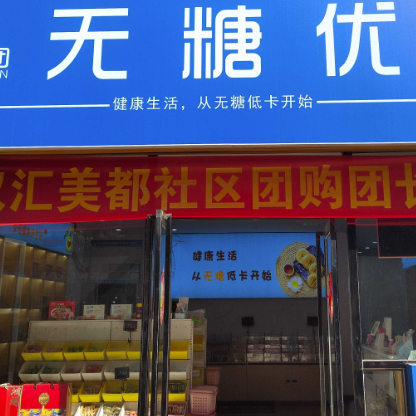 无糖优
健康生活，从无糖低卡开始
汇美都社区团购团
健康生活
从无糖低卡开始